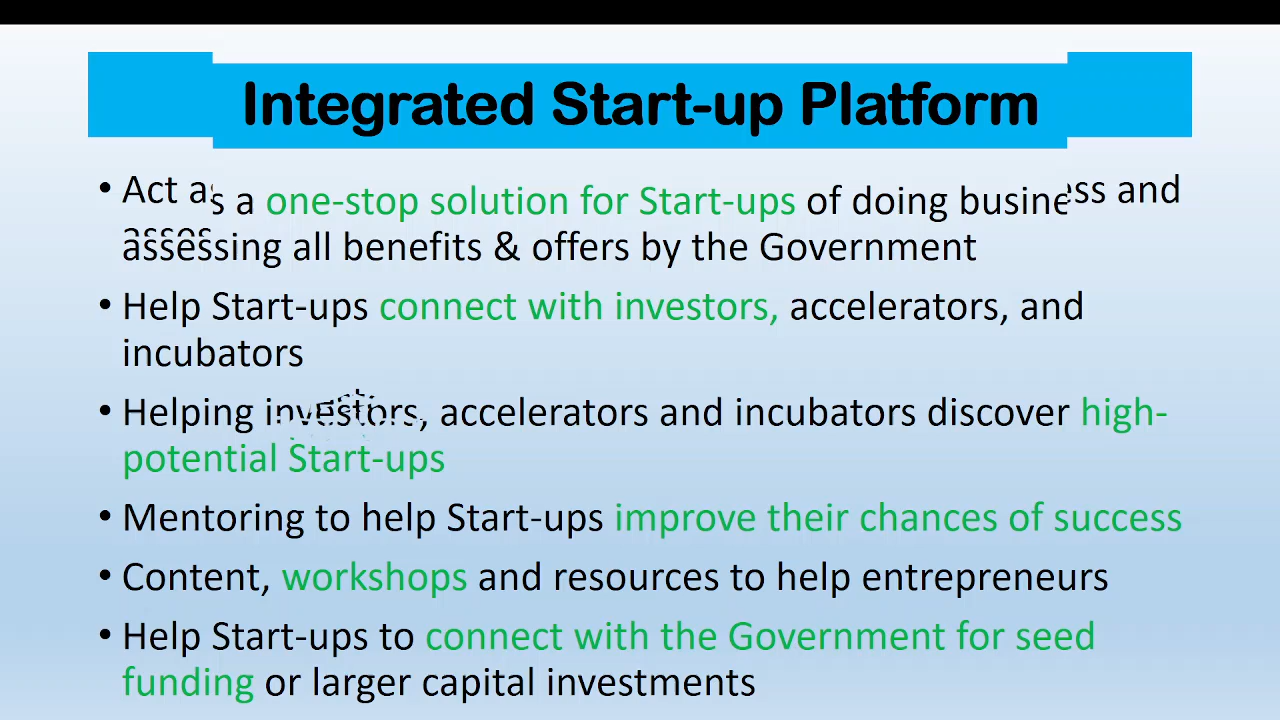 Integrated Start-up Platform
• Act as a one-stop solution for Start-ups of doing business and
assessing all benefits & offers by the Government
• Help Start-ups connect with investors, accelerators, and
incubators
• Helping investors, accelerators and incubators discover high-
potential Start-ups
• Mentoring to help Start-ups improve their chances of success
• Content, workshops and resources to help entrepreneurs
• Help Start-ups to connect with the Government for seed
funding or larger capital investments